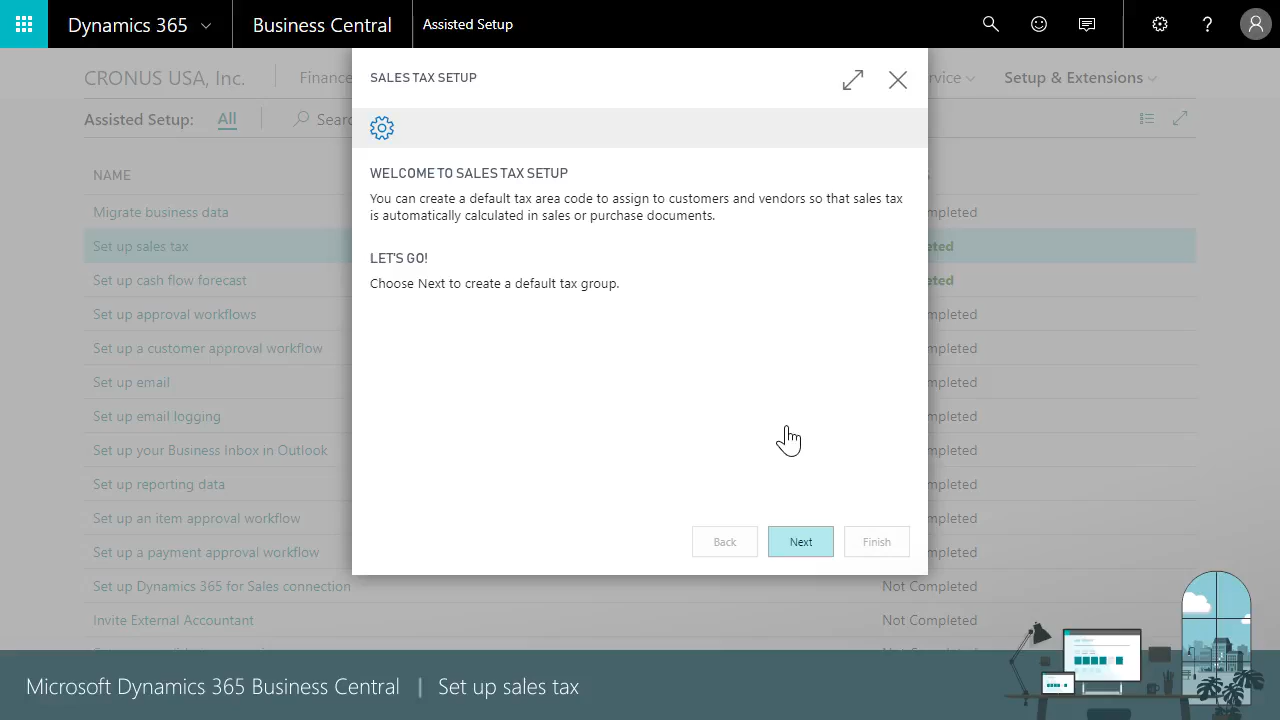 Dynamics 365 Business Central Assisted Setup
CRONUS USA, Inc. Finance Setup & Extensions
SALES TAX SETUP
Assisted Setup: All
WELCOME TO SALES TAX SETUP
You can create a default tax area code to assign to customers and vendors so that sales tax
is automatically calculated in sales or purchase documents.
LET'S GO!
Choose Next to create a default tax group.
Back Next Finish
NAME
Migrate business data
Set up sales tax
Set up cash flow forecast
Set up approval workflows
Set up a customer approval workflow
Set up email
Set up email logging
Set up your Business Inbox in Outlook
Set up reporting data
Set up an item approval workflow
Set up a payment approval workflow
Set up Dynamics 365 for Sales connection Not Completed
Invite External Accountant Not Completed
Microsoft Dynamics 365 Business Central | Set up sales tax